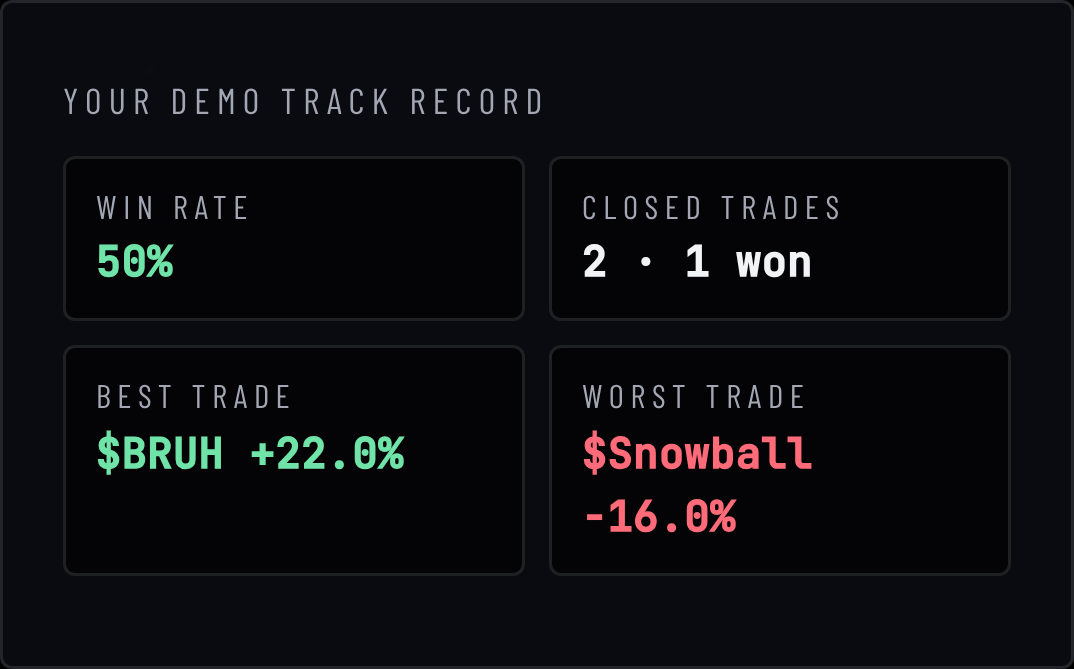 YOUR DEMO TRACK RECORD
WIN RATE
50%
CLOSED TRADES
2 · 1 won
BEST TRADE
$BRUH +22.0%
WORST TRADE
$Snowball
-16.0%